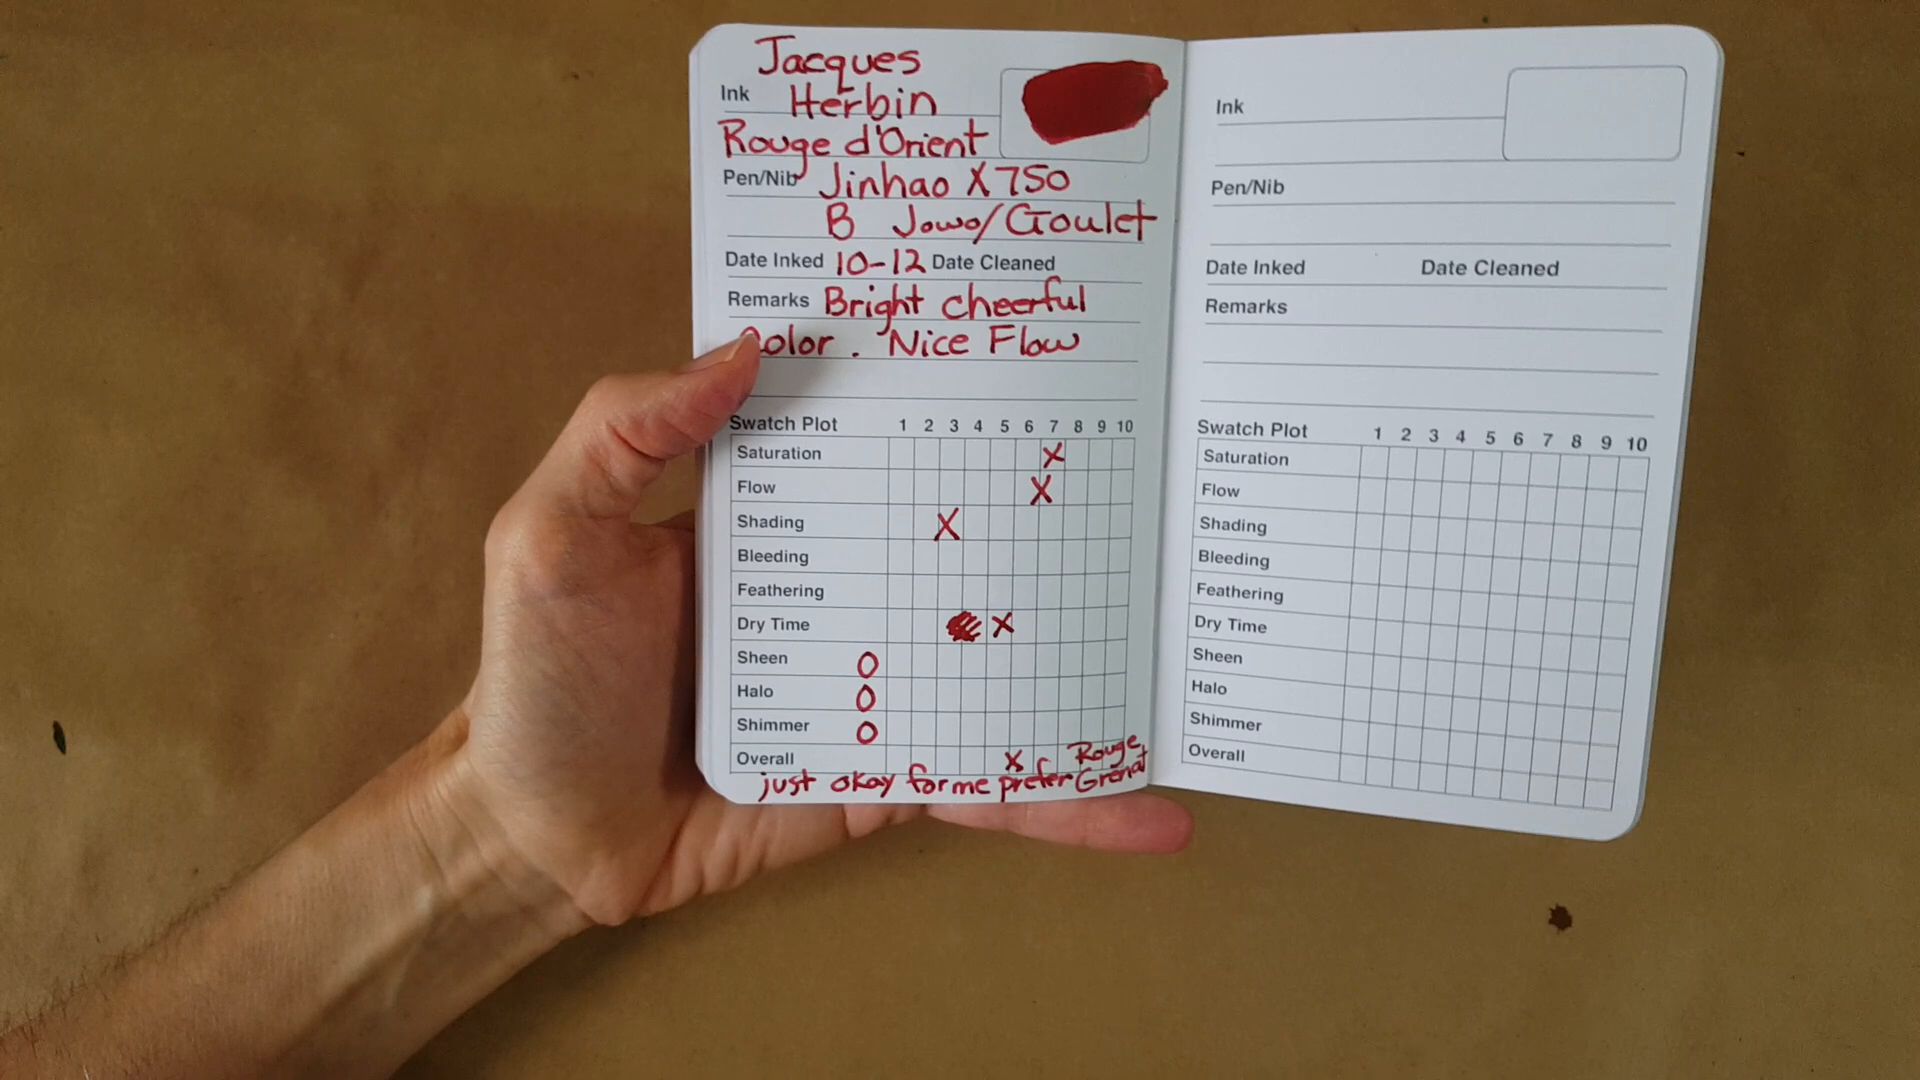 Jacques
Ink Herbin
Rouge d'Orient
Pen/Nib Jinhao X750
B Jowo/Goulet
Date Inked 10-12 Date Cleaned
Remarks Bright cheerful
Color. Nice Flow
Swatch Plot 1 2 3 4 5 6 7 8 9 10
Saturation X
Flow X
Shading X
Bleeding
Feathering
Dry Time X
Sheen 0
Halo 0
Shimmer 0
Overall X Rouge
just okay for me prefer Grenat
Ink
Pen/Nib
Date Inked Date Cleaned
Remarks
Swatch Plot 1 2 3 4 5 6 7 8 9 10
Saturation
Flow
Shading
Bleeding
Feathering
Dry Time
Sheen
Halo
Shimmer
Overall